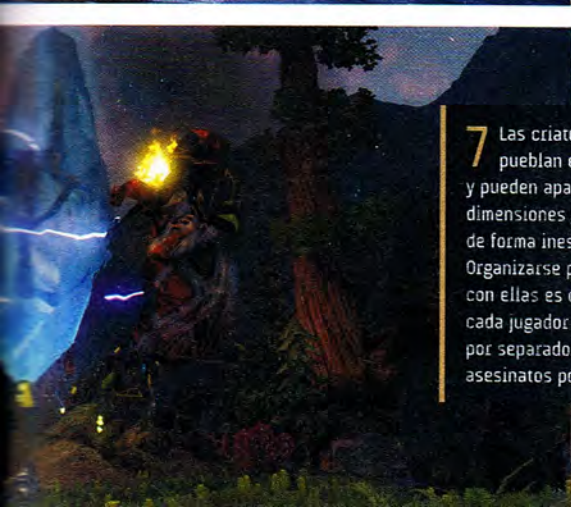 7 Las criatu
pueblan e
y pueden apa
dimensiones
de forma ines
Organizarse p
con ellas es
cada jugador
por separado
asesinatos po